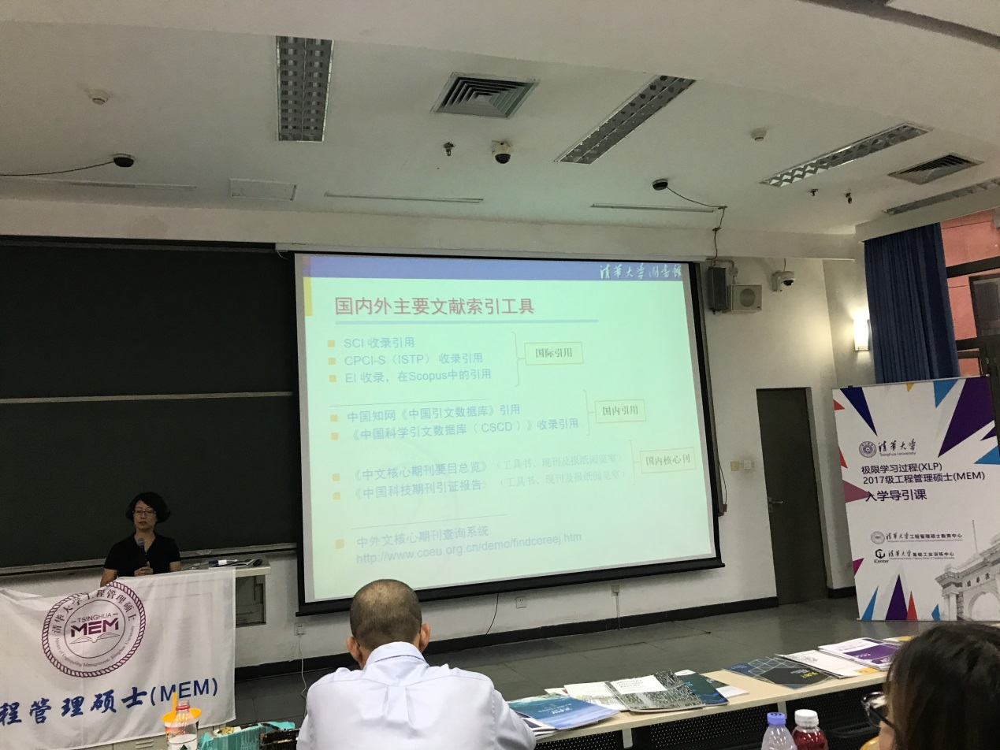 清华大学图书馆
国内外主要文献索引工具
SCI 收录引用
CPCI-S（ISTP） 收录引用
EI 收录，在Scopus中的引用
国际引用
中国知网《中国引文数据库》引用
《中国科学引文数据库（ CSCD ）》收录引用
国内引用
《中文核心期刊要目总览》（工具书、现刊及报纸阅览室）
《中国科技期刊引证报告》（工具书、现刊及报纸阅览室）
国内核心刊
中外文核心期刊查询系统
http://www.cceu.org.cn/demo/findcoreej.htm
清华大学
Tsinghua University
极限学习过程(XLP)
2017级工程管理硕士(MEM)
入学导引课
清华大学工程管理硕士教育中心
iCenter
清华大学基础工业训练中心
清华大学工程管理硕士
TSINGHUA
MEM
Master of Engineering Management, Tsinghua University
程管理硕士(MEM)